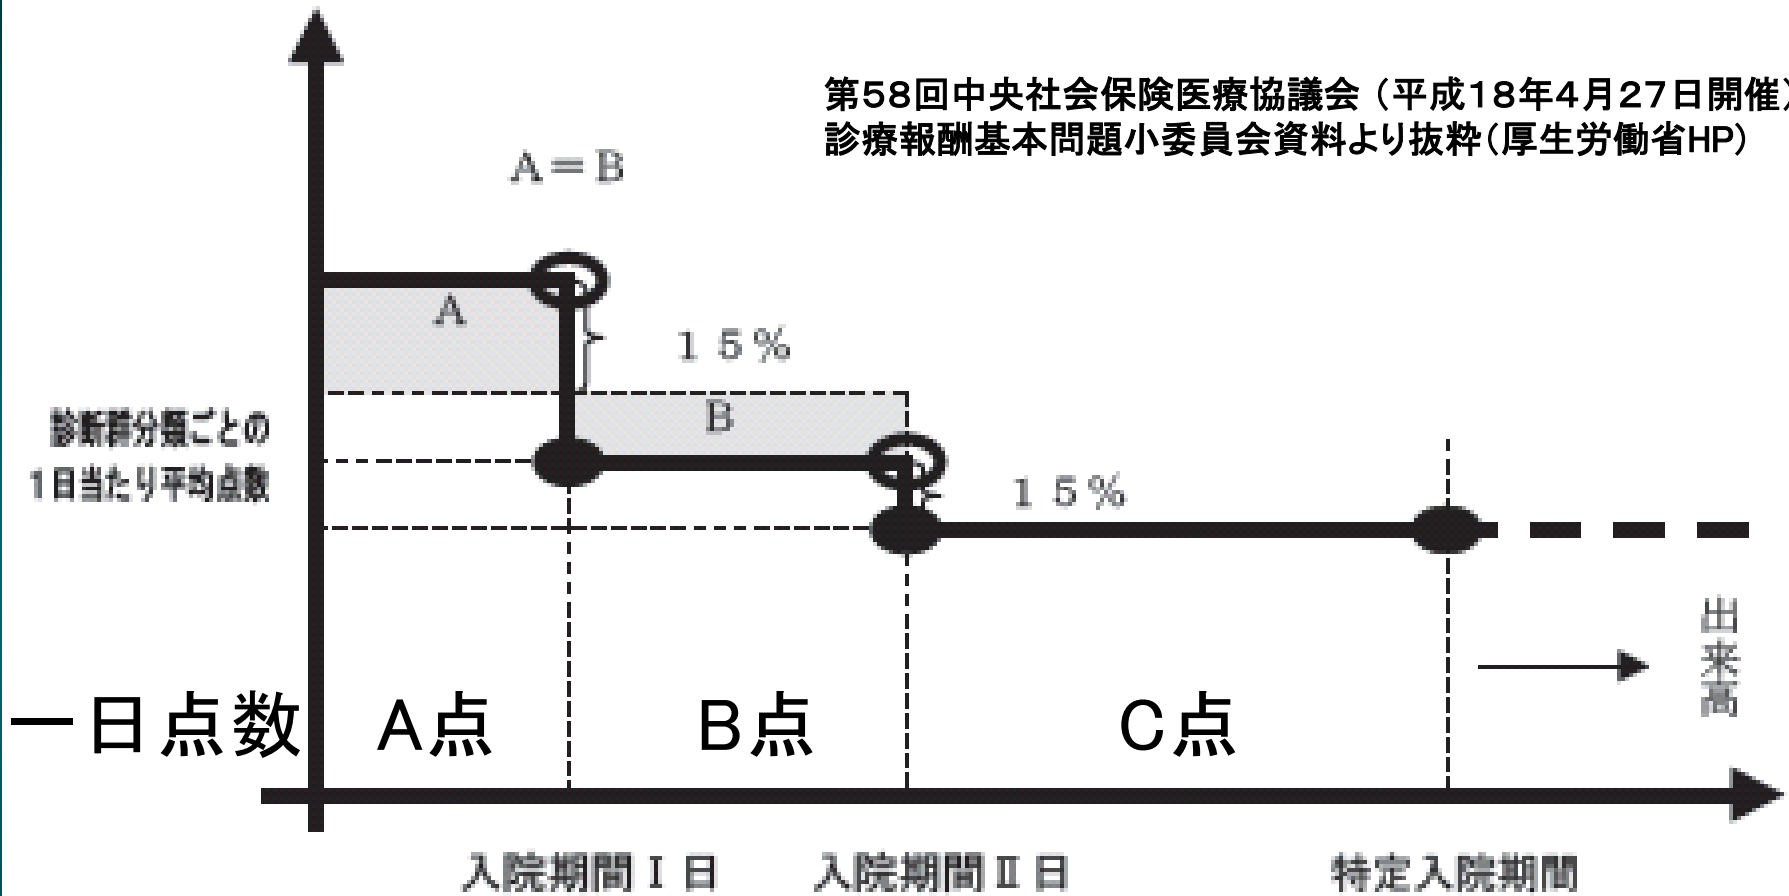 第58回中央社会保険医療協議会（平成18年4月27日開催）
診療報酬基本問題小委員会資料より抜粋（厚生労働省HP）
A＝B
A
１５％
B
診断群分類ごとの
1日当たり平均点数
１５％
出来高
一日点数
A点
B点
C点
入院期間Ⅰ日
入院期間Ⅱ日
特定入院期間